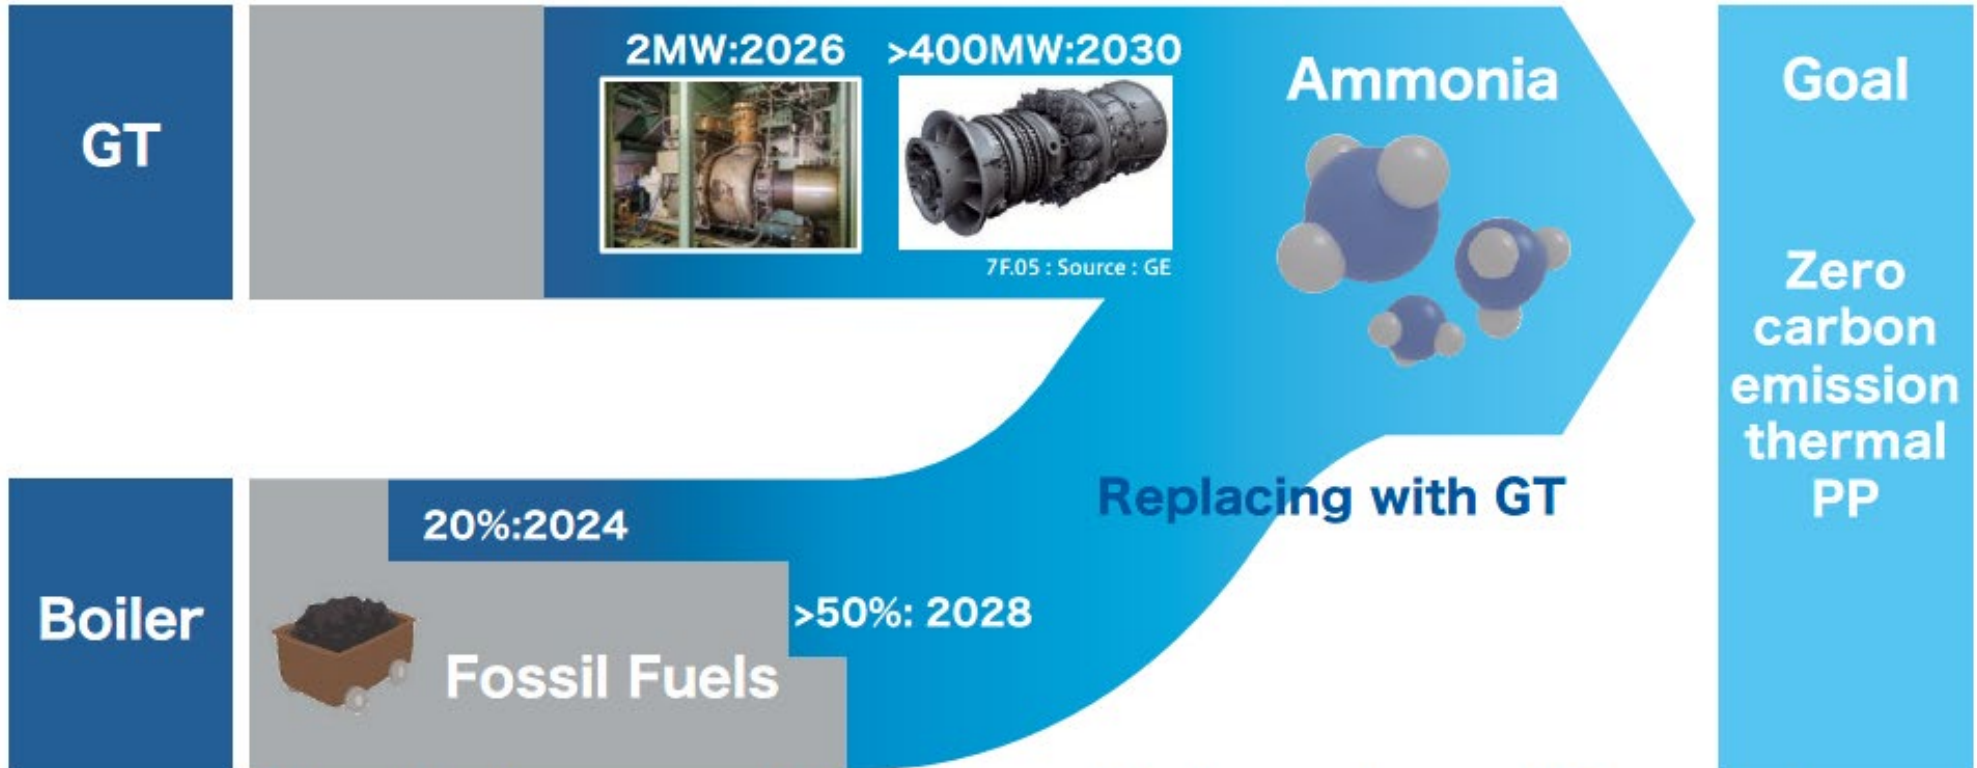 GT
2MW:2026
>400MW:2030
7F.05 : Source : GE
Ammonia
Goal
Zero
carbon
emission
thermal
PP
Boiler
20%:2024
>50%: 2028
Fossil Fuels
Replacing with GT